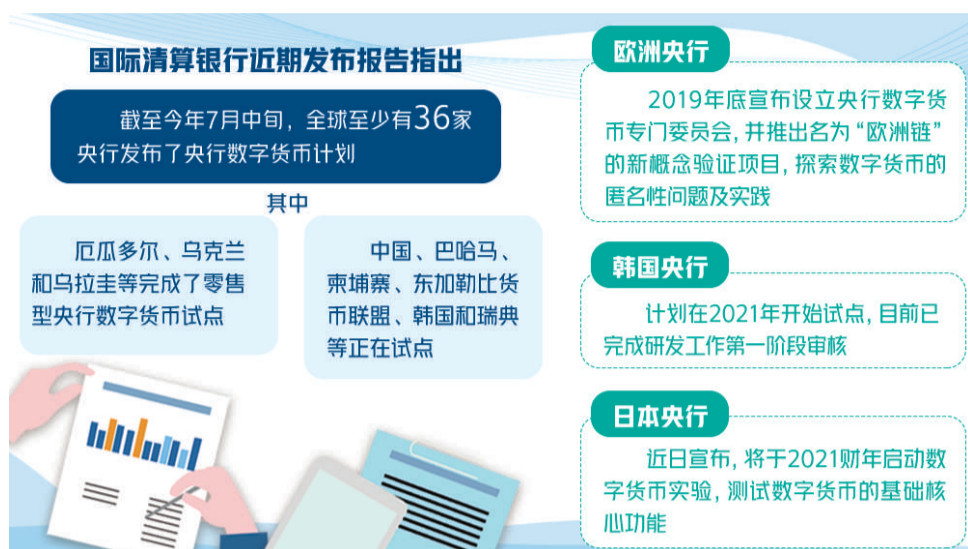 国际清算银行近期发布报告指出
截至今年7月中旬，全球至少有36家
央行发布了央行数字货币计划
其中
厄瓜多尔、乌克兰
和乌拉圭等完成了零售
型央行数字货币试点
中国、巴哈马、
柬埔寨、东加勒比货
币联盟、韩国和瑞典
等正在试点
欧洲央行
2019年底宣布设立央行数字货
币专门委员会，并推出名为“欧洲链”
的新概念验证项目，探索数字货币的
匿名性问题及实践
韩国央行
计划在2021年开始试点，目前已
完成研发工作第一阶段审核
日本央行
近日宣布，将于2021财年启动数
字货币实验，测试数字货币的基础核
心功能